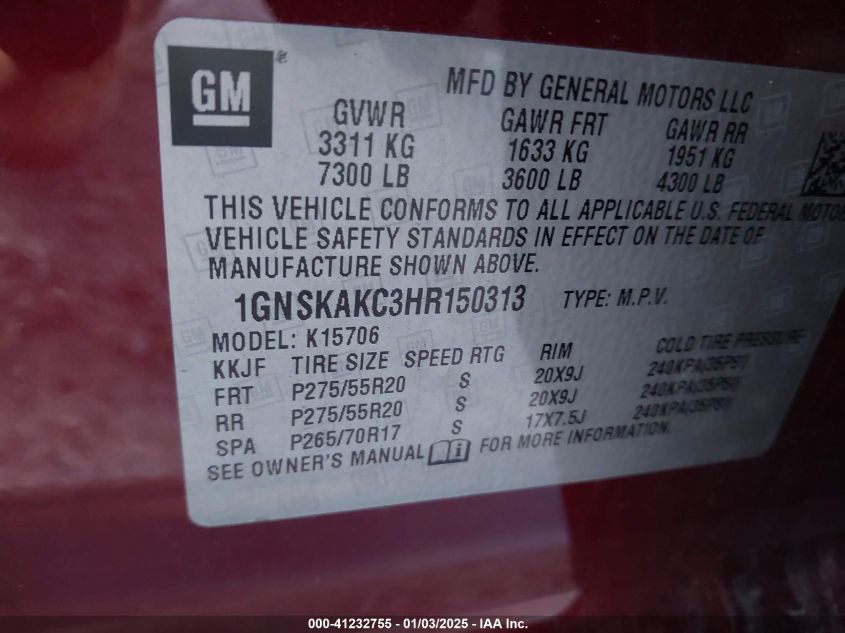 GM
MFD BY GENERAL MOTORS LLC
GVWR GAWR FRT GAWR RR
3311 KG 1633 KG 1951 KG
7300 LB 3600 LB 4300 LB
THIS VEHICLE CONFORMS TO ALL APPLICABLE U.S. FEDERAL MOTOR
VEHICLE SAFETY STANDARDS IN EFFECT ON THE DATE OF
MANUFACTURE SHOWN ABOVE.
1GNSKAKC3HR150313 TYPE: M.P.V.
MODEL: K15706
KKJF TIRE SIZE SPEED RTG RIM COLD TIRE PRESSURE
FRT P275/55R20 S 20X9J 240KPA(35PSI)
RR P275/55R20 S 20X9J 240KPA(35PSI)
SPA P265/70R17 S 17X7.5J 240KPA(35PSI)
SEE OWNER'S MANUAL FOR MORE INFORMATION.
000-41232755 - 01/03/2025 - IAA Inc.